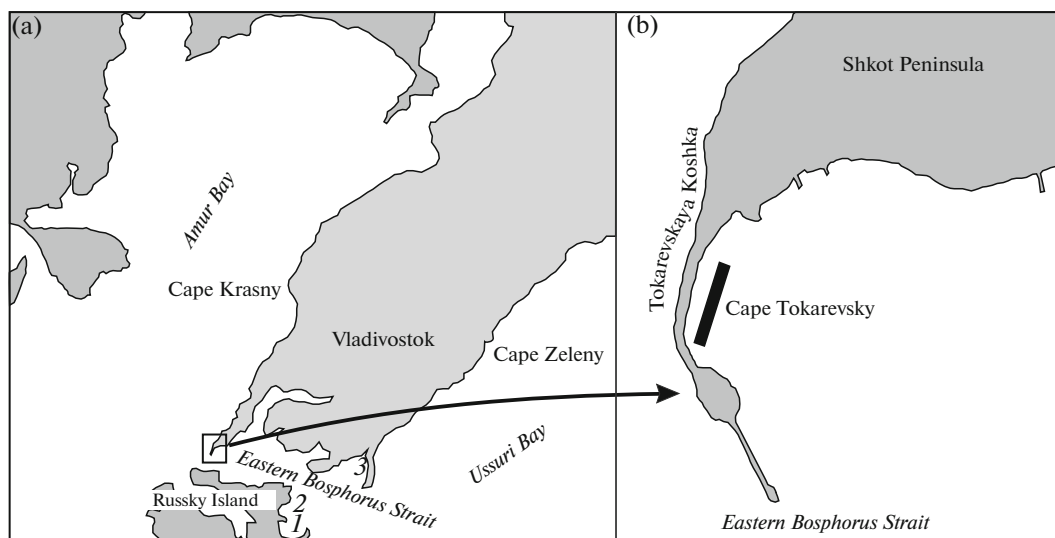 (a)
Amur Bay
Cape Krasny
Vladivostok
Cape Zeleny
Ussuri Bay
Eastern Bosphorus Strait
3
Russky Island
2
1
(b)
Shkot Peninsula
Tokarevskaya Koshka
Cape Tokarevsky
Eastern Bosphorus Strait